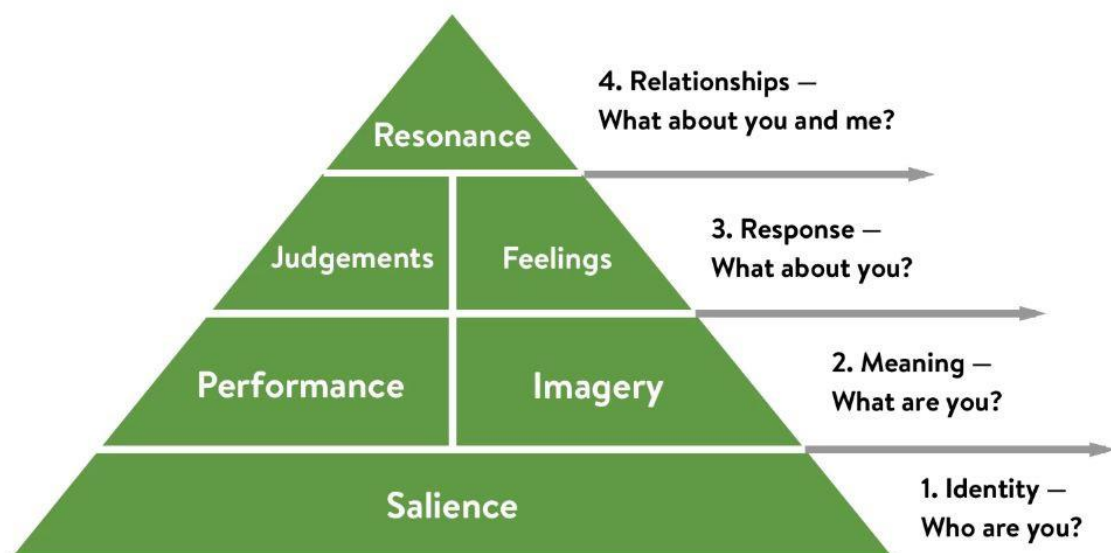 4. Relationships —
What about you and me?
Resonance
3. Response —
What about you?
Judgements
Feelings
2. Meaning —
What are you?
Performance
Imagery
1. Identity —
Who are you?
Salience